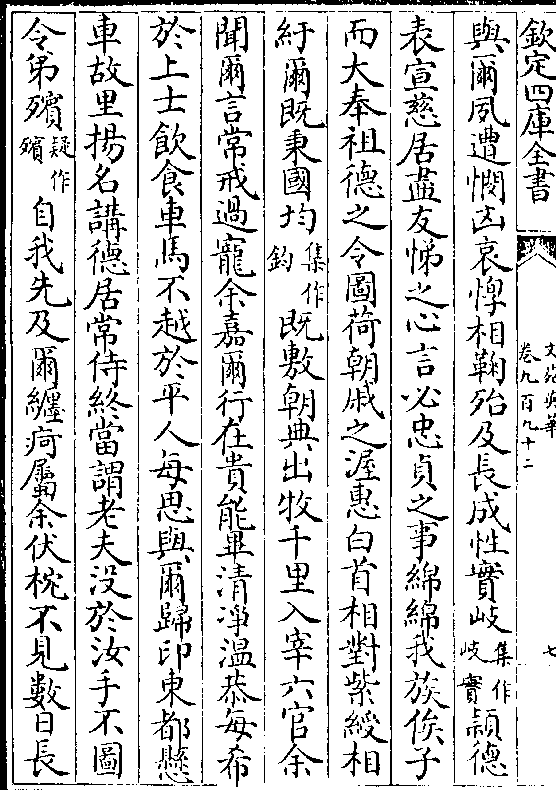 欽定四庫全書
文苑英華
卷九百九十二
七
與爾夙遭憫凶哀惸相鞠殆及長成性實岐集作岐實頴德
表宣慈居盡友悌之心言必忠貞之事綿綿我族俟子
而大奉祖德之令圖荷朝戚之渥惠白首相對紫綬相
紆爾既秉國均集作鈞既敷朝典出牧千里入宰六官余
聞爾言常戒過寵余嘉爾行在貴能畢清淨溫恭每希
於上士飲食車馬不越於平人每思與爾歸印東都懸
車故里揚名講德居常侍終當謂老夫没於汝手不圖
令弟殯疑作殯自我先及爾纏疴屬余伏枕不見數日長